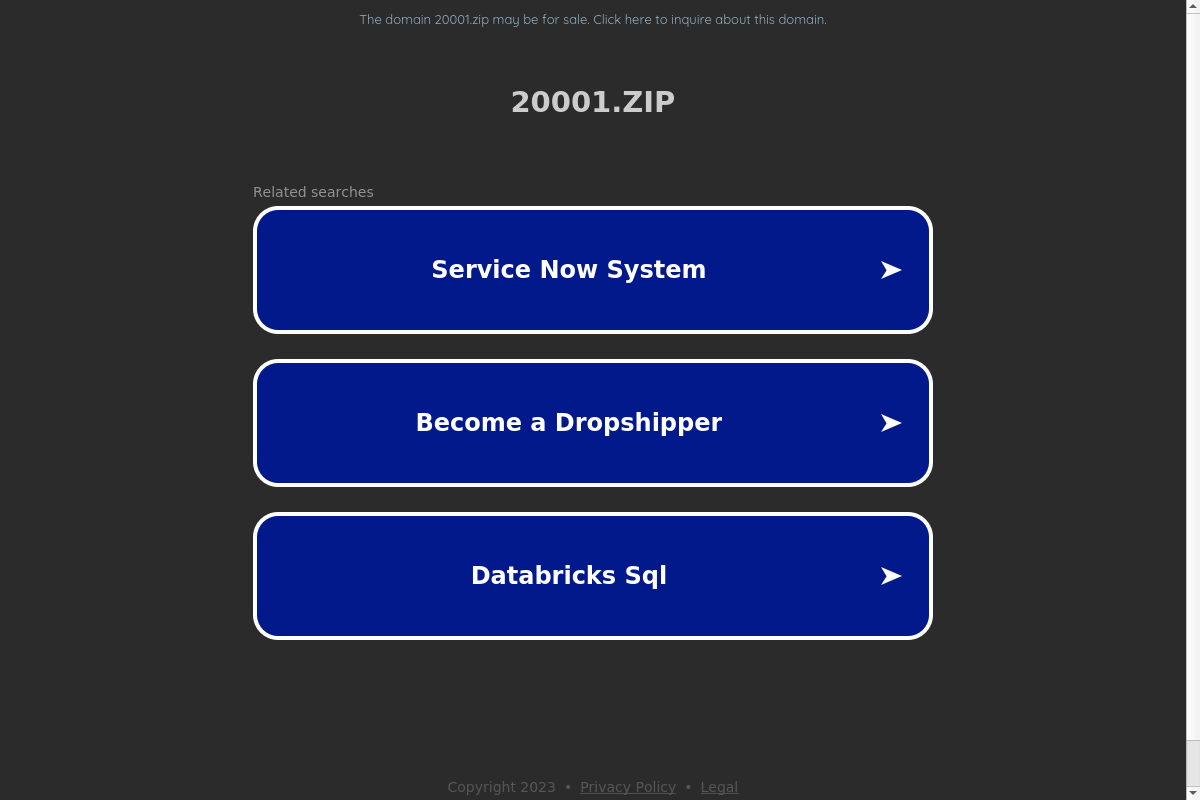 The domain 20001.zip may be for sale. Click here to inquire about this domain.
20001.ZIP
Related searches
Service Now System
Become a Dropshipper
Databricks Sql
Copyright 2023 • Privacy Policy • Legal